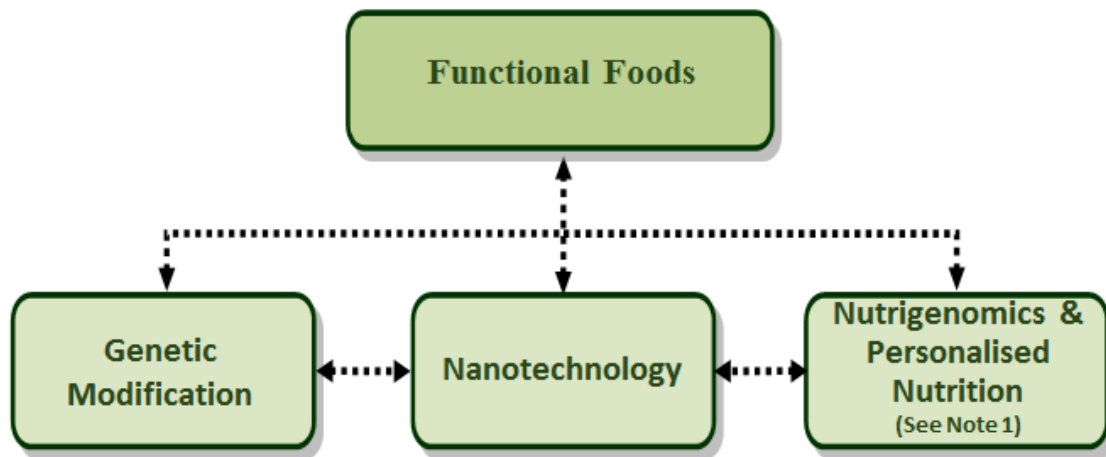 Functional Foods
Genetic
Modification
Nanotechnology
Nutrigenomics &
Personalised
Nutrition
(See Note 1)